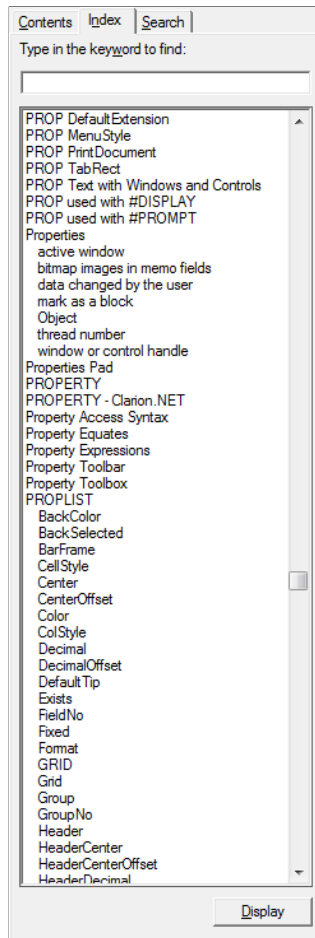 Contents Index Search
Type in the keyword to find:
PROP DefaultExtension
PROP MenuStyle
PROP PrintDocument
PROP TabRect
PROP Text with Windows and Controls
PROP used with #DISPLAY
PROP used with #PROMPT
Properties
active window
bitmap images in memo fields
data changed by the user
mark as a block
Object
thread number
window or control handle
Properties Pad
PROPERTY
PROPERTY - Clarion.NET
Property Access Syntax
Property Equates
Property Expressions
Property Toolbar
Property Toolbox
PROPLIST
BackColor
BackSelected
BarFrame
CellStyle
Center
CenterOffset
Color
ColStyle
Decimal
DecimalOffset
DefaultTip
Exists
FieldNo
Fixed
Format
GRID
Grid
Group
GroupNo
Header
HeaderCenter
HeaderCenterOffset
HeaderDecimal
Display